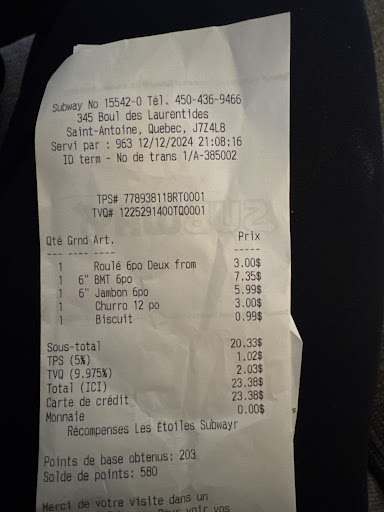 Subway No 15542-0 Tél. 450-436-9466
345 Boul des Laurentides
Saint-Antoine, Quebec, J7Z4L8
Servi par : 963 12/12/2024 21:08:16
ID term - No de trans 1/A-385002
TPS# 778938118RT0001
TVQ# 1225291400TQ0001
Qté Grnd Art. Prix
--- ---- ---- -----
1 Roulé 6po Deux from 3.00$
1 6" BMT 6po 7.35$
1 6" Jambon 6po 5.99$
1 Churro 12 po 3.00$
1 Biscuit 0.99$
Sous-total 20.33$
TPS (5%) 1.02$
TVQ (9.975%) 2.03$
Total (ICI) 23.38$
Carte de crédit 23.38$
Monnaie 0.00$
Récompenses Les Étoiles Subwayr
Points de base obtenus: 203
Solde de points: 580
Merci de votre visite dans un
Pour voir vos